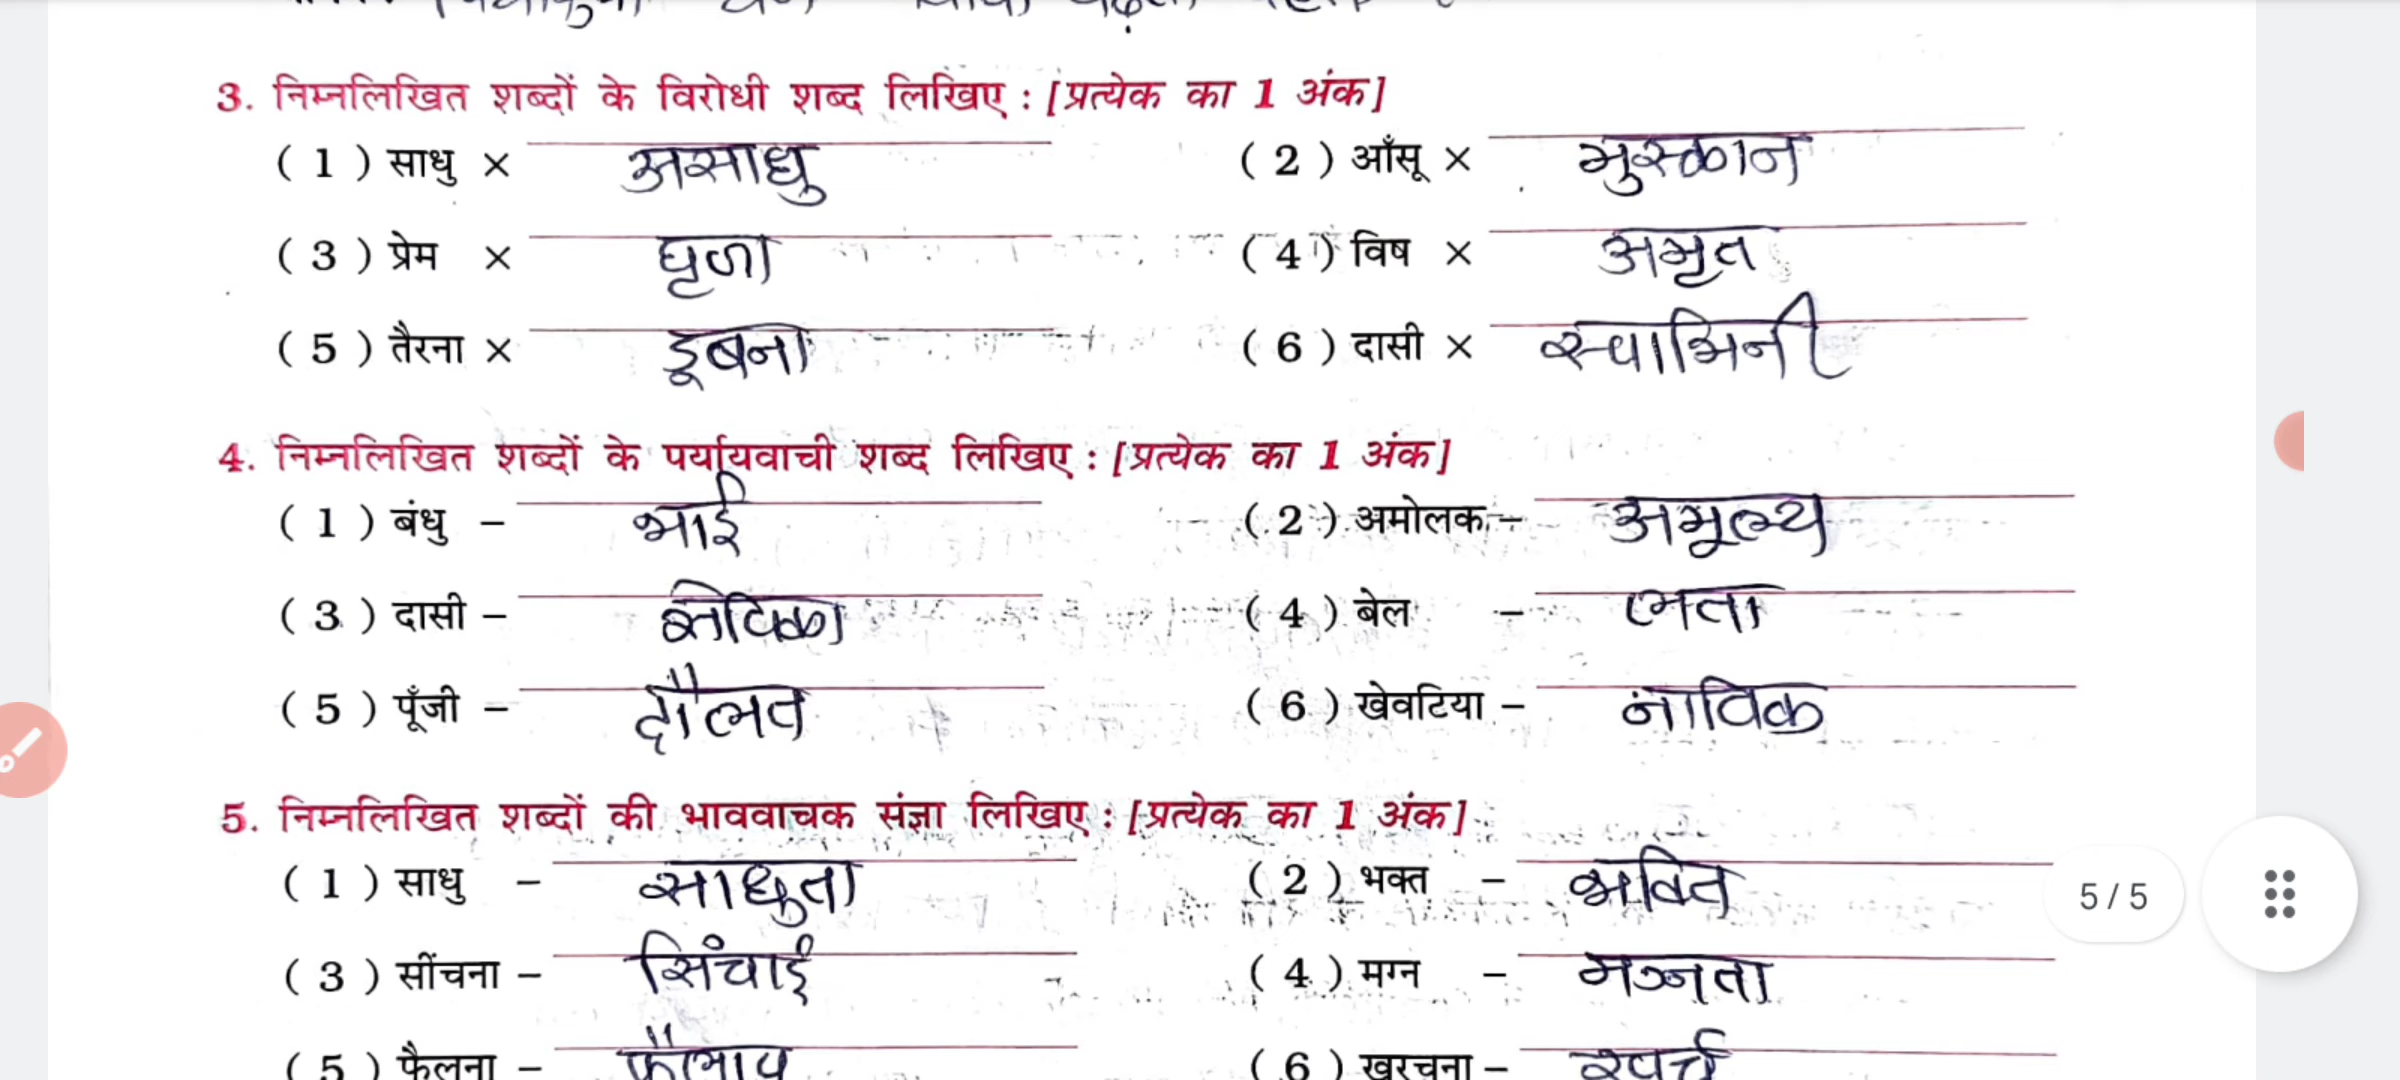 3. निम्नलिखित शब्दों के विरोधी शब्द लिखिए : [प्रत्येक का 1 अंक]
( 1 ) साधु × असाधु ( 2 ) आँसू × मुस्कान
( 3 ) प्रेम × घृणा ( 4 ) विष × अमृत
( 5 ) तैरना × डूबना ( 6 ) दासी × स्वामिनी
4. निम्नलिखित शब्दों के पर्यायवाची शब्द लिखिए : [प्रत्येक का 1 अंक]
( 1 ) बंधु – भाई ( 2 ) अमोलक – अमूल्य
( 3 ) दासी – सेविका ( 4 ) बेल – लता
( 5 ) पूँजी – दौलत ( 6 ) खेवटिया – नाविक
5. निम्नलिखित शब्दों की भाववाचक संज्ञा लिखिए : [प्रत्येक का 1 अंक]
( 1 ) साधु – साधुता ( 2 ) भक्त – भक्ति
5 / 5
( 3 ) सींचना – सिंचाई ( 4 ) मग्न – मग्नता
( 5 ) फैलना – फैलाव ( 6 ) खरचना – खर्च